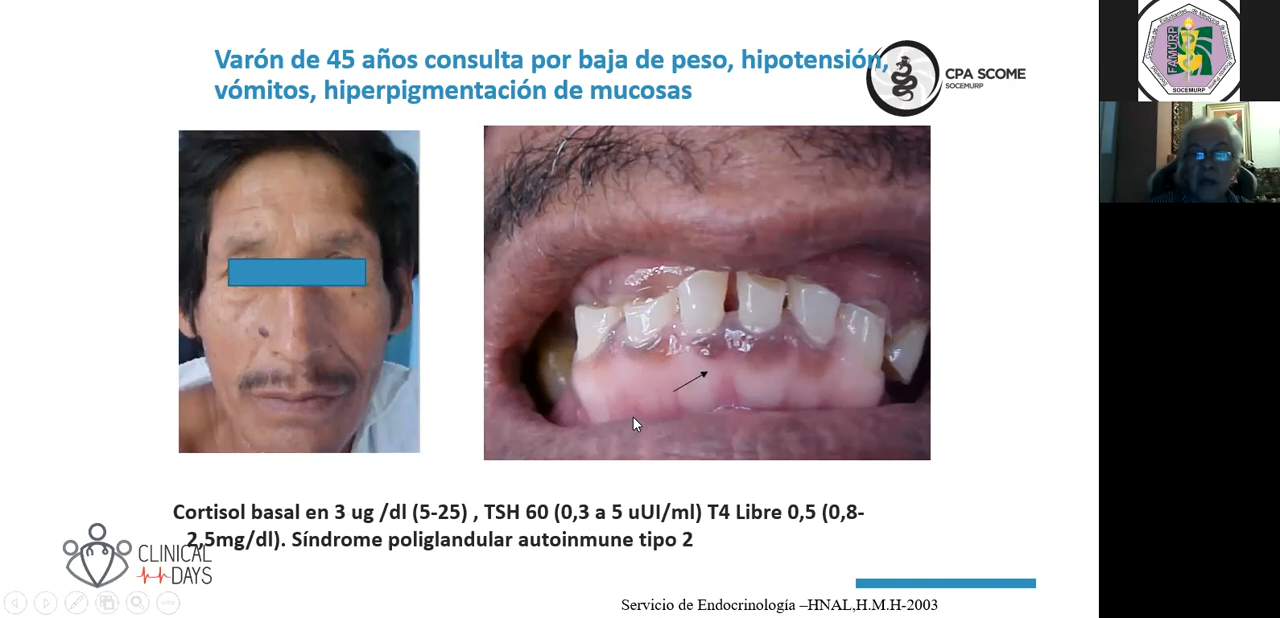 Varón de 45 años consulta por baja de peso, hipotensión,
vómitos, hiperpigmentación de mucosas
CPA SCOME
SOCEMURP
FAMURP
SOCEMURP
Cortisol basal en 3 ug /dl (5-25) , TSH 60 (0,3 a 5 uUI/ml) T4 Libre 0,5 (0,8-
2,5mg/dl). Síndrome poliglandular autoinmune tipo 2
CLINICAL
DAYS
Servicio de Endocrinología –HNAL,H.M.H-2003